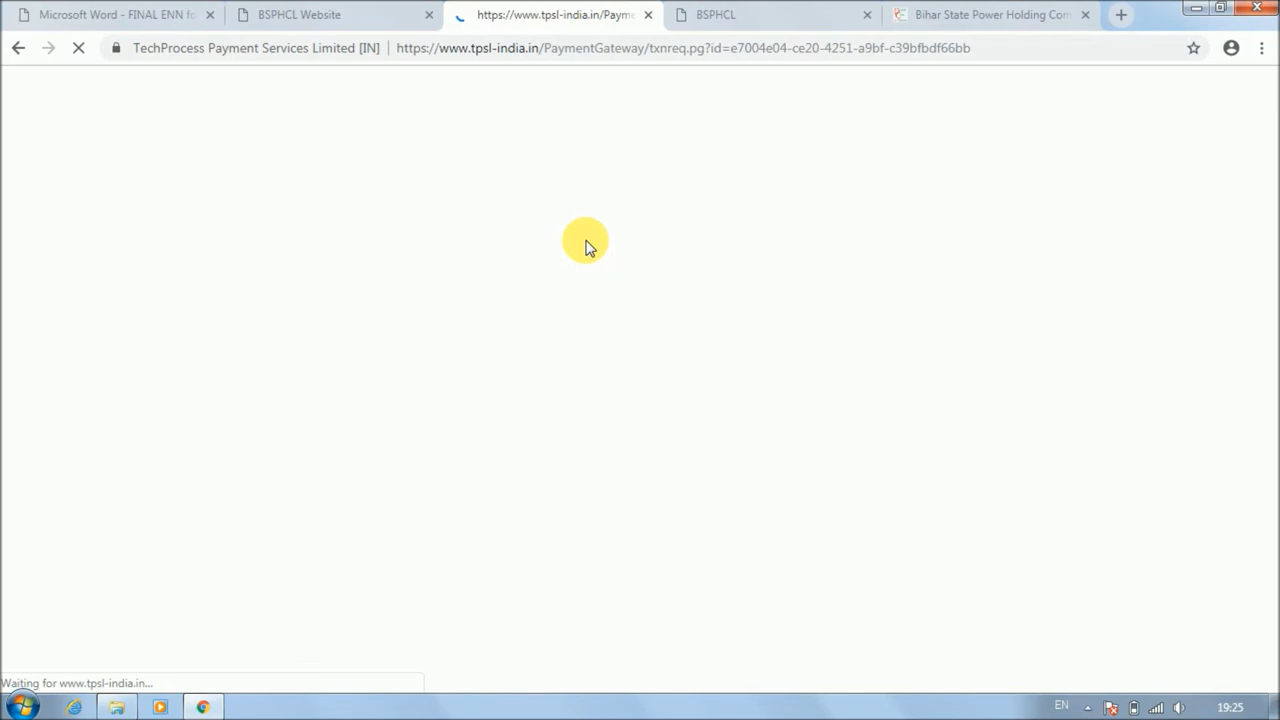 Microsoft Word - FINAL ENN fo
BSPHCL Website
https://www.tpsl-india.in/Payme
BSPHCL
Bihar State Power Holding Com
TechProcess Payment Services Limited [IN]
https://www.tpsl-india.in/PaymentGateway/txnreq.pg?id=e7004e04-ce20-4251-a9bf-c39bfbdf66bb
Waiting for www.tpsl-india.in...
EN
19:25